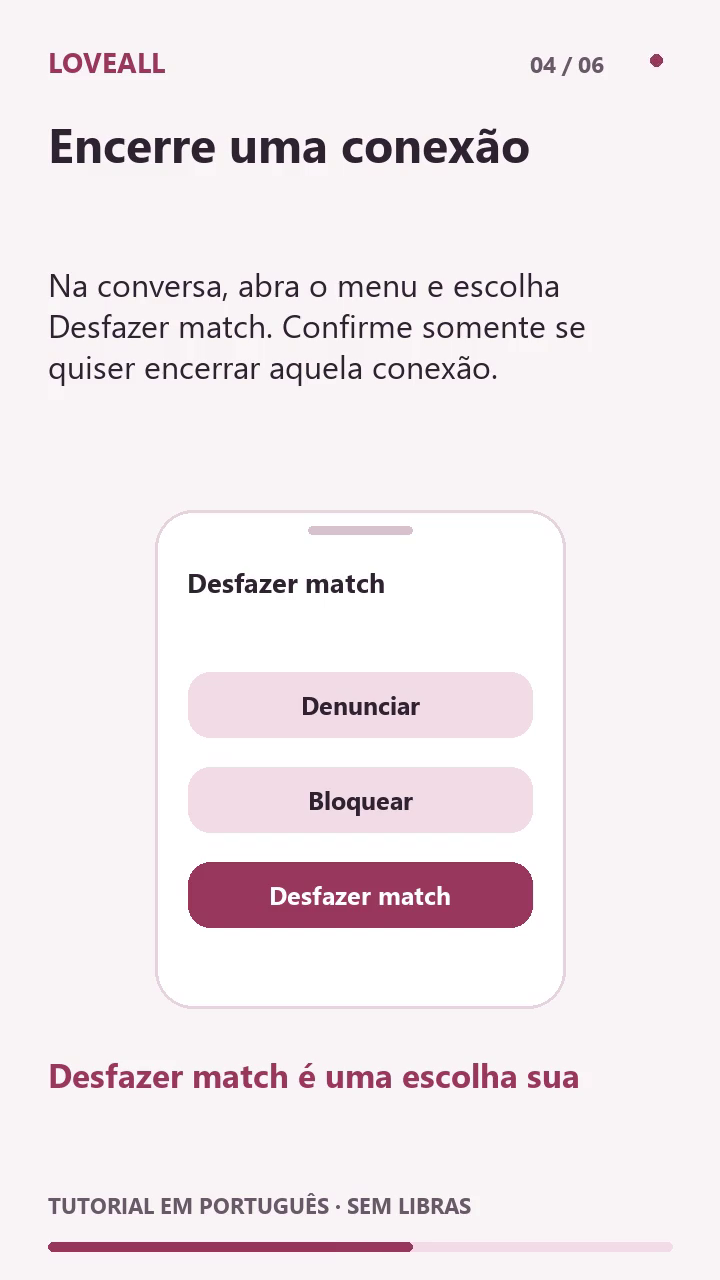 LOVEALL
04 / 06
Encerre uma conexão
Na conversa, abra o menu e escolha
Desfazer match. Confirme somente se
quiser encerrar aquela conexão.
Desfazer match
Denunciar
Bloquear
Desfazer match
Desfazer match é uma escolha sua
TUTORIAL EM PORTUGUÊS · SEM LIBRAS